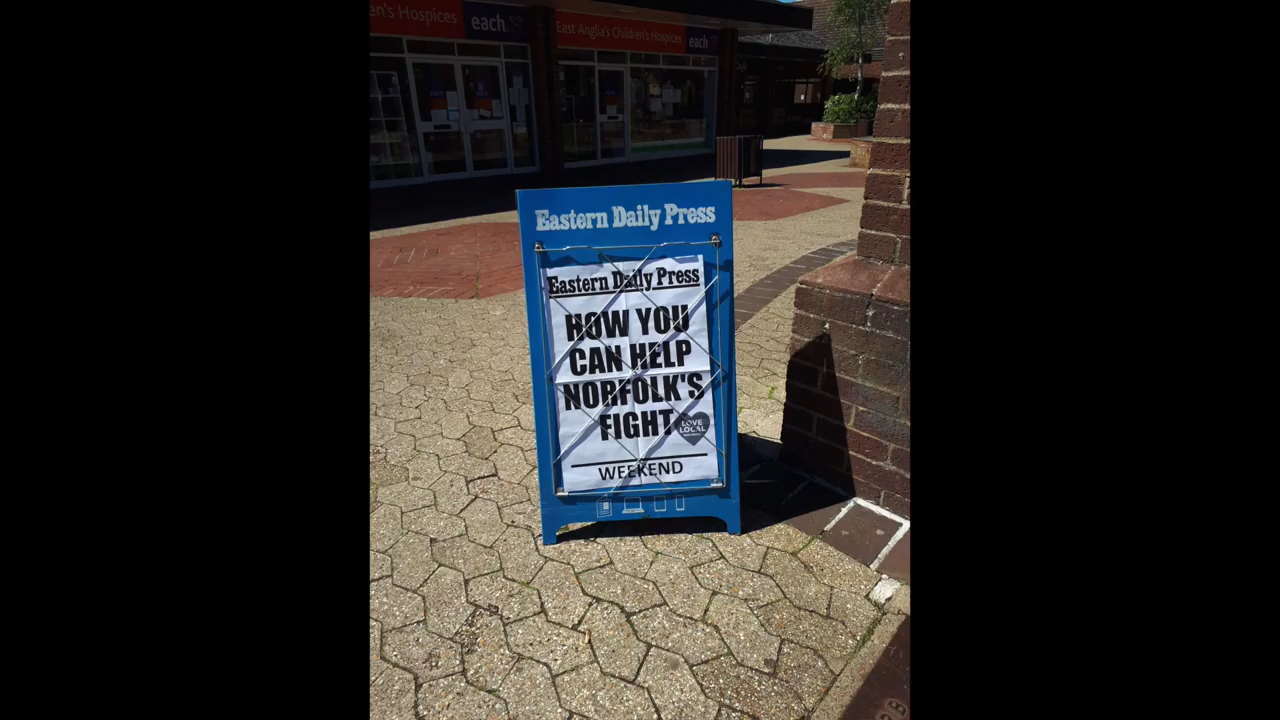 en's Hospices each
East Anglia's Children's Hospices each
Eastern Daily Press
Eastern Daily Press
HOW YOU
CAN HELP
NORFOLK'S
FIGHT
LOVE
LOCAL
WEEKEND